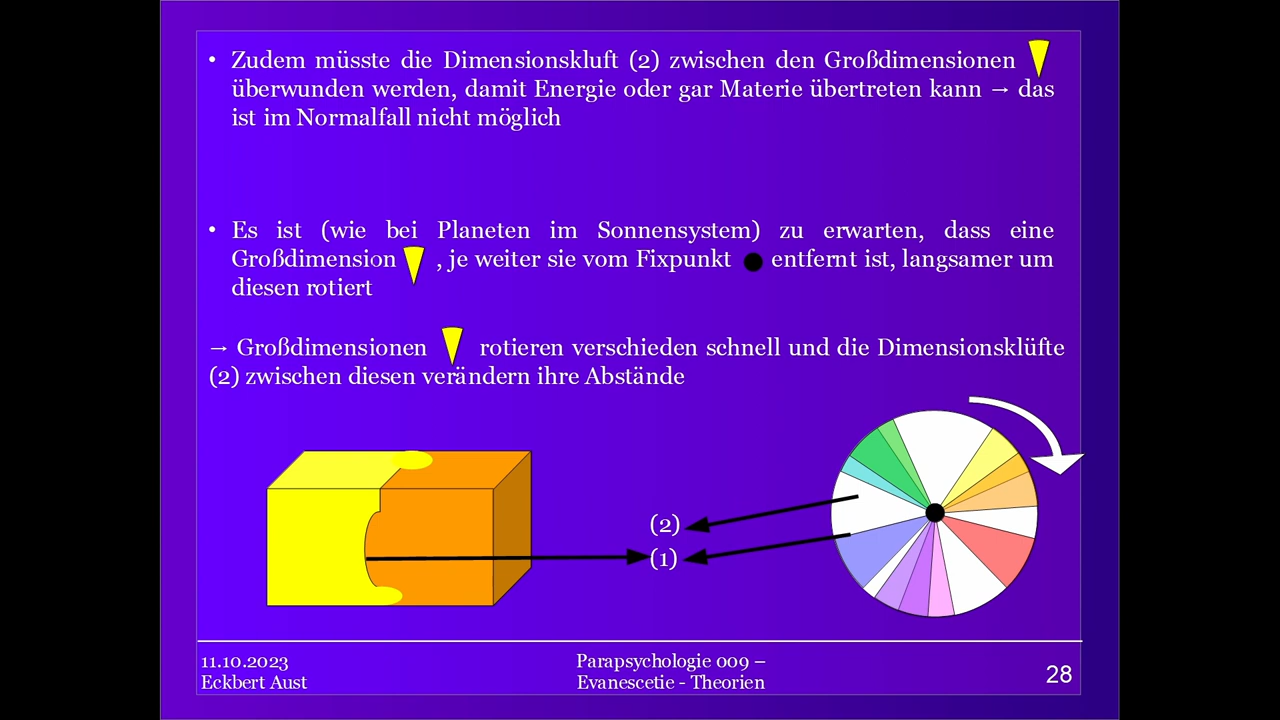 • Zudem müsste die Dimensionskluft (2) zwischen den Großdimensionen
überwunden werden, damit Energie oder gar Materie übertreten kann → das
ist im Normalfall nicht möglich
• Es ist (wie bei Planeten im Sonnensystem) zu erwarten, dass eine
Großdimension , je weiter sie vom Fixpunkt entfernt ist, langsamer um
diesen rotiert
→ Großdimensionen rotieren verschieden schnell und die Dimensionsklüfte
(2) zwischen diesen verändern ihre Abstände
(2)
(1)
11.10.2023
Eckbert Aust
Parapsychologie 009 –
Evanescetie - Theorien
28